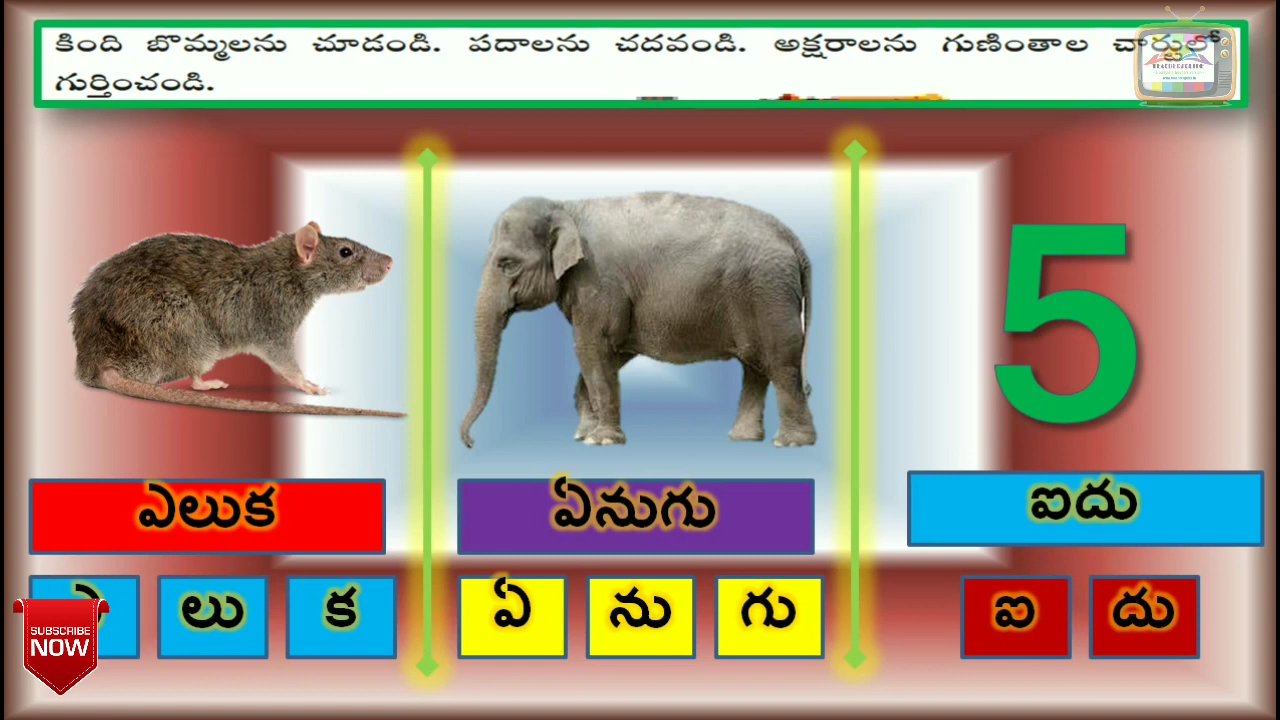 కింది బొమ్మలను చూడండి. పదాలను చదవండి. అక్షరాలను గుణింతాల చార్టులో
గుర్తించండి.
5
ఎలుక ఏనుగు ఐదు
లు క ఏ ను గు ఐ దు
SUBSCRIBE
NOW